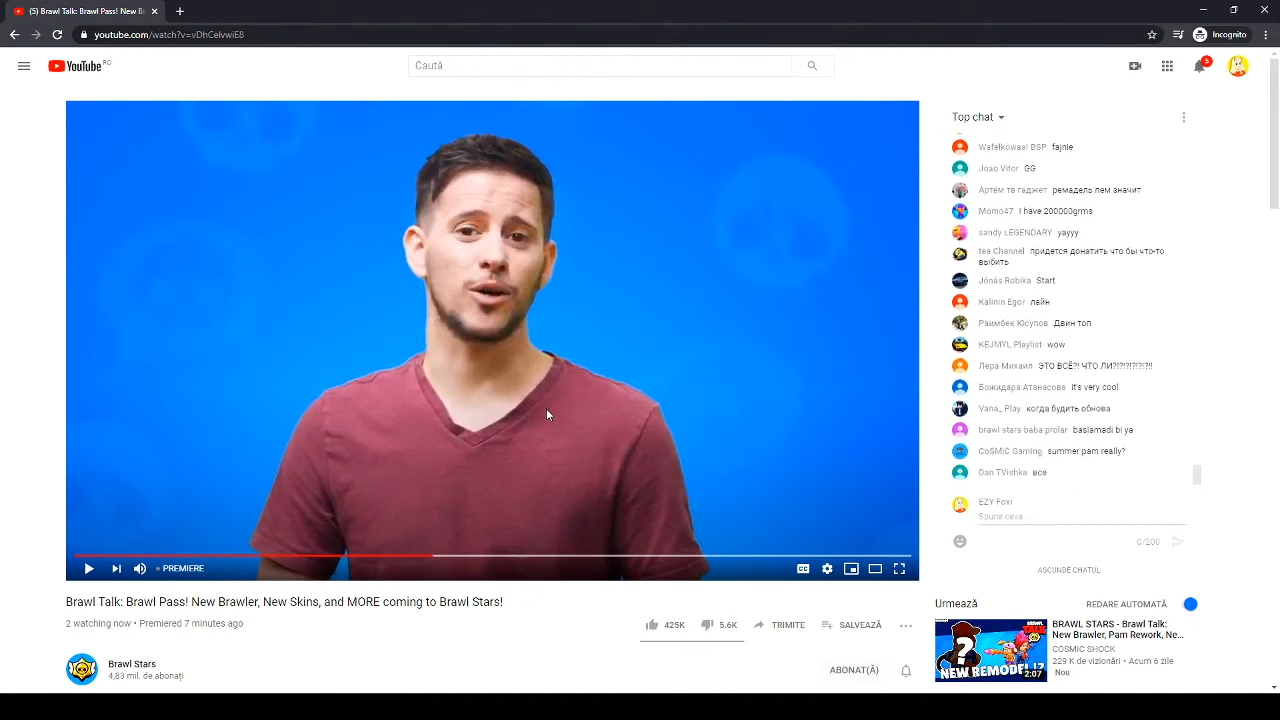 (5) Brawl Talk: Brawl Pass! New Br
youtube.com/watch?v=vDhCelvwiE8
Incognito
YouTube RO
Caută
5
Top chat
Wafelkowaa! BSP fajnie
Joao Vitor GG
Артём тв гаджет ремадель пем значит
Momo47 I have 200000grms
sandy LEGENDARY yayyy
tea Channel придется донатить что бы что-то
выбить
Jónás Robika Start
Kalinin Egor лайн
Раимбек Юсупов Двин топ
KEJMYL Playlist wow
Лера Михаил ЭТО ВСЁ?! ЧТО ЛИ?!?!?!?!?!?!!
Божидара Атанасова it's very cool
Vana_ Play когда будить обнова
brawl stars baba prolar baslamadi bi ya
CoSMiC Gaming summer pam really?
Dan TVishka все
EZY Foxi
Spune ceva...
0/200
ASCUNDE CHATUL
PREMIERE
CC
Brawl Talk: Brawl Pass! New Brawler, New Skins, and MORE coming to Brawl Stars!
2 watching now • Premiered 7 minutes ago
425K
5.6K
TRIMITE
SALVEAZĂ
Brawl Stars
4,83 mil. de abonați
ABONAT(Ă)
Urmează
REDARE AUTOMATĂ
BRAWL TALK
NEW REMODEL!?
2:07
BRAWL STARS - Brawl Talk:
New Brawler, Pam Rework, Ne...
COSMIC SHOCK
229 K de vizionări • Acum 6 zile
Nou